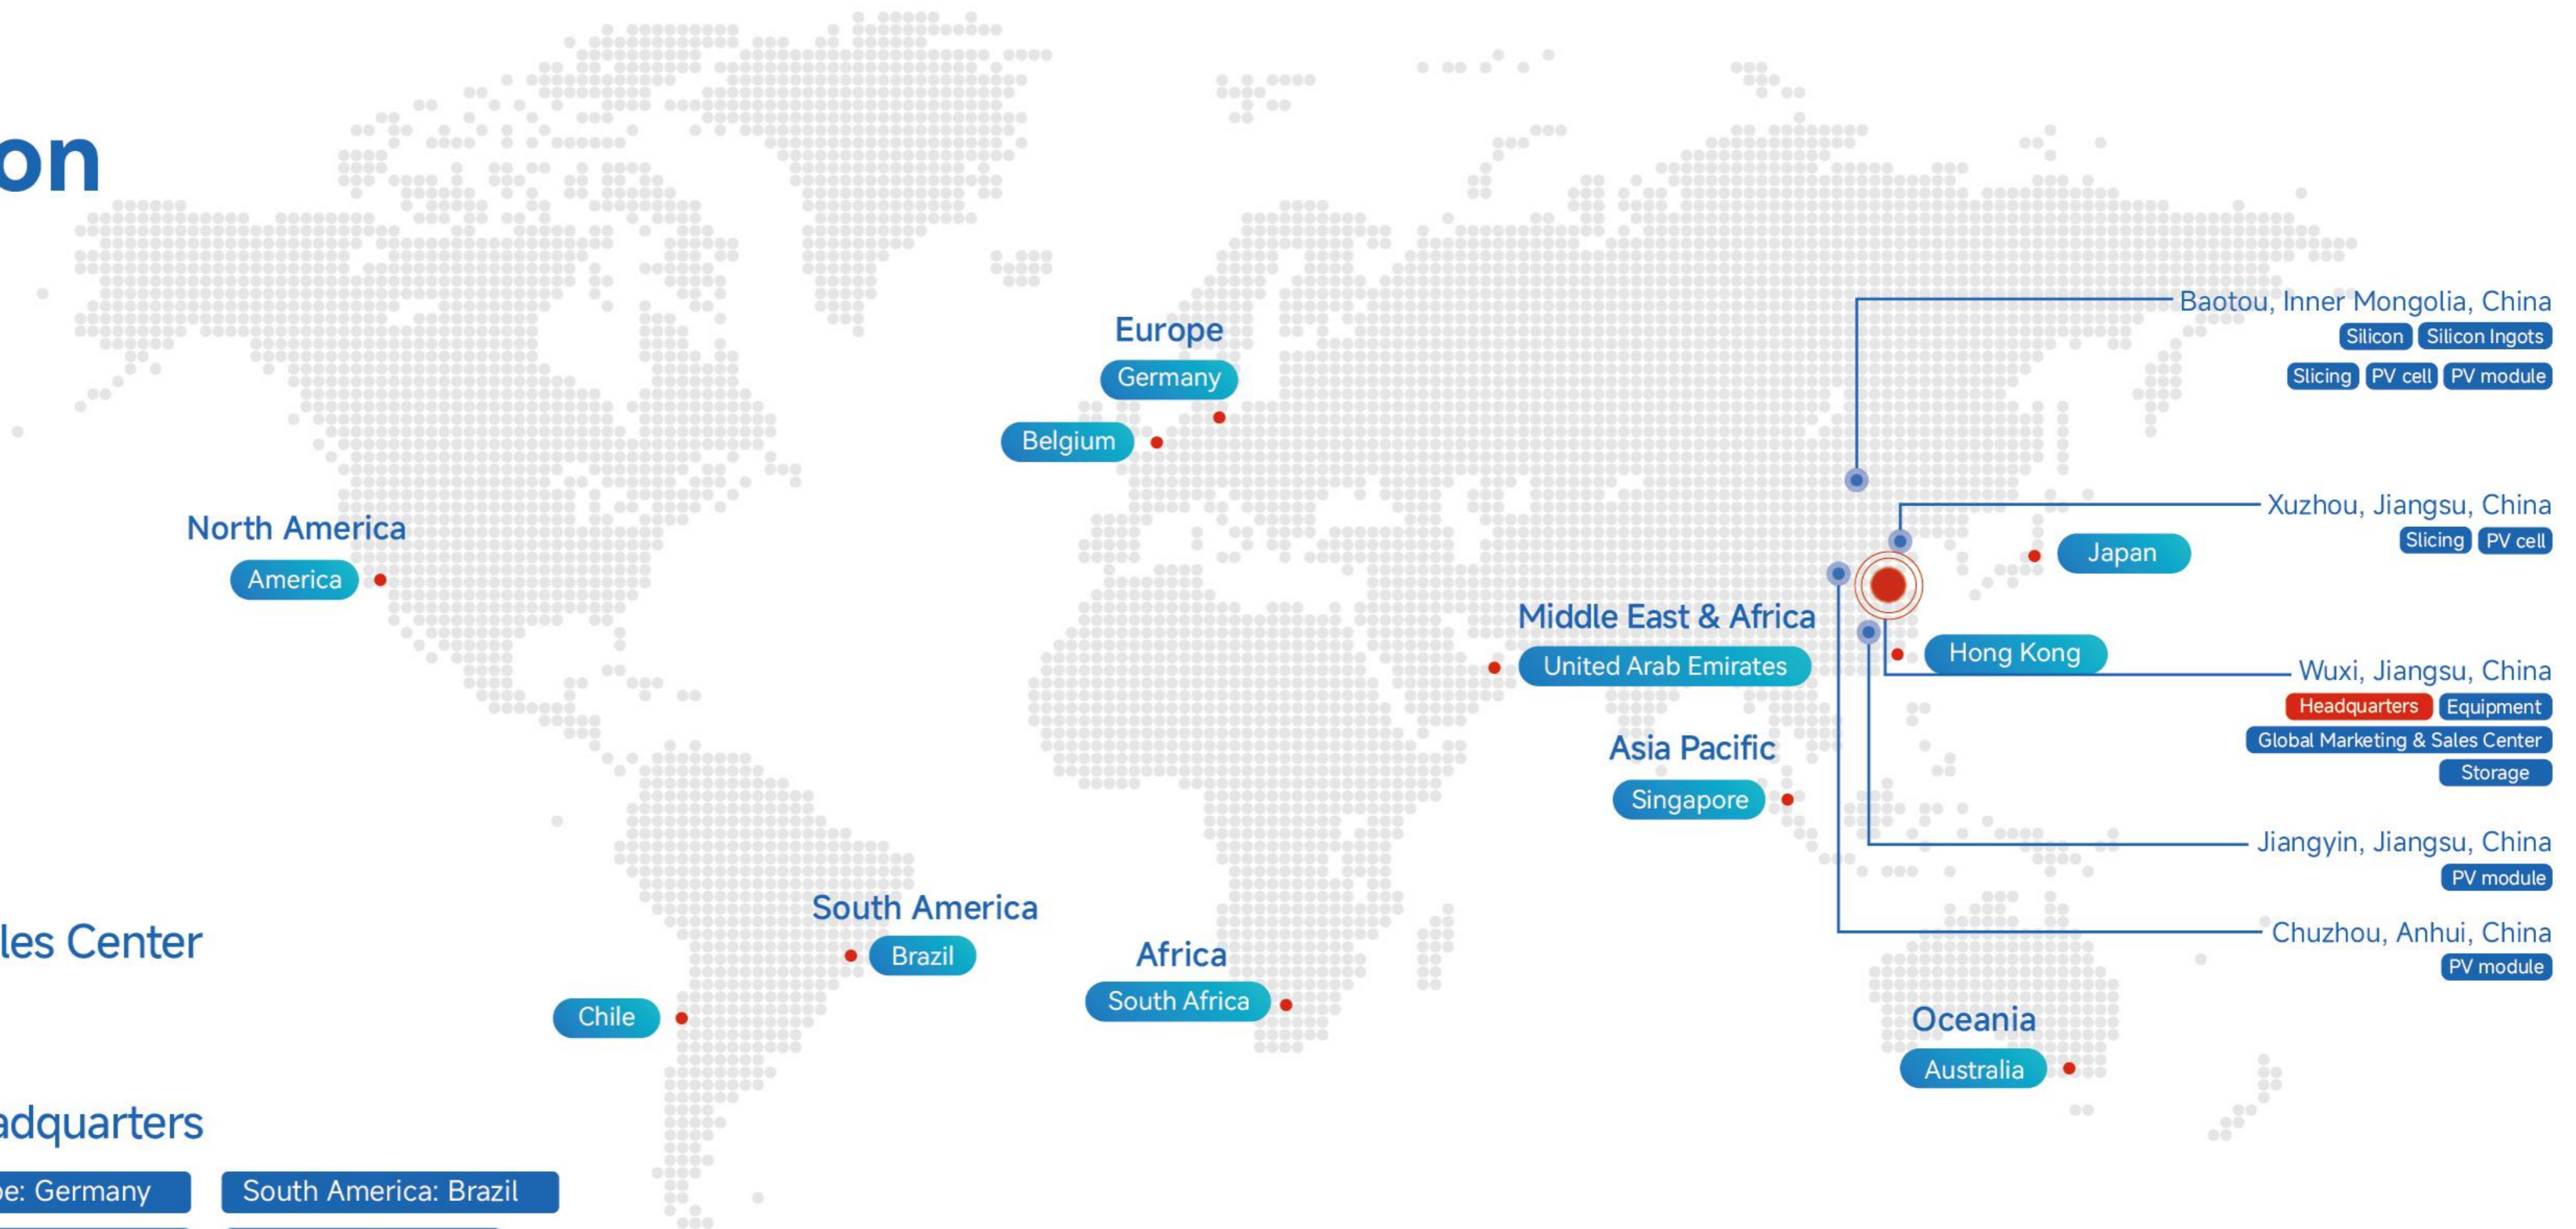 on
Europe
Germany
Belgium
North America
America
South America
Brazil
Chile
Africa
South Africa
Middle East & Africa
United Arab Emirates
Asia Pacific
Singapore
Japan
Hong Kong
Oceania
Australia
Baotou, Inner Mongolia, China
Silicon Silicon Ingots
Slicing PV cell PV module
Xuzhou, Jiangsu, China
Slicing PV cell
Wuxi, Jiangsu, China
Headquarters Equipment
Global Marketing & Sales Center
Storage
Jiangyin, Jiangsu, China
PV module
Chuzhou, Anhui, China
PV module
les Center
adquarters
pe: Germany South America: Brazil